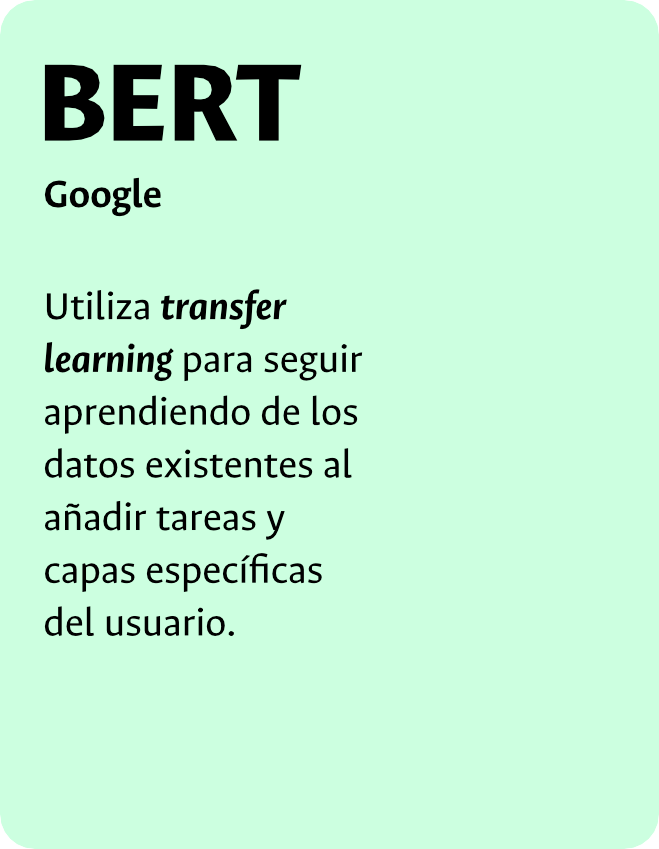 BERT
Google
Utiliza transfer
learning para seguir
aprendiendo de los
datos existentes al
añadir tareas y
capas específicas
del usuario.